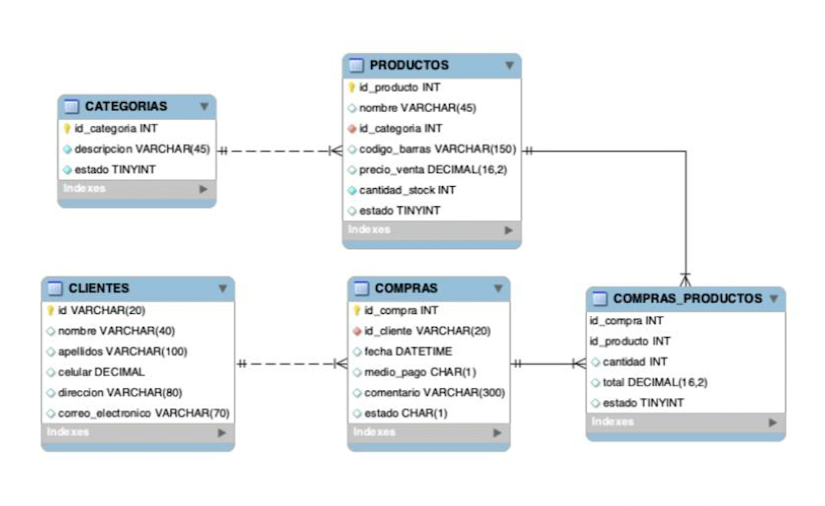 CATEGORIAS
id_categoria INT
descripcion VARCHAR(45)
estado TINYINT
Indexes
PRODUCTOS
id_producto INT
nombre VARCHAR(45)
id_categoria INT
codigo_barras VARCHAR(150)
precio_venta DECIMAL(16,2)
cantidad_stock INT
estado TINYINT
Indexes
CLIENTES
id VARCHAR(20)
nombre VARCHAR(40)
apellidos VARCHAR(100)
celular DECIMAL
direccion VARCHAR(80)
correo_electronico VARCHAR(70)
Indexes
COMPRAS
id_compra INT
id_cliente VARCHAR(20)
fecha DATETIME
medio_pago CHAR(1)
comentario VARCHAR(300)
estado CHAR(1)
Indexes
COMPRAS_PRODUCTOS
id_compra INT
id_producto INT
cantidad INT
total DECIMAL(16,2)
estado TINYINT
Indexes